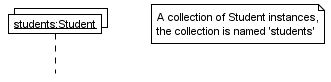 students:Student
A collection of Student instances,
the collection is named 'students'